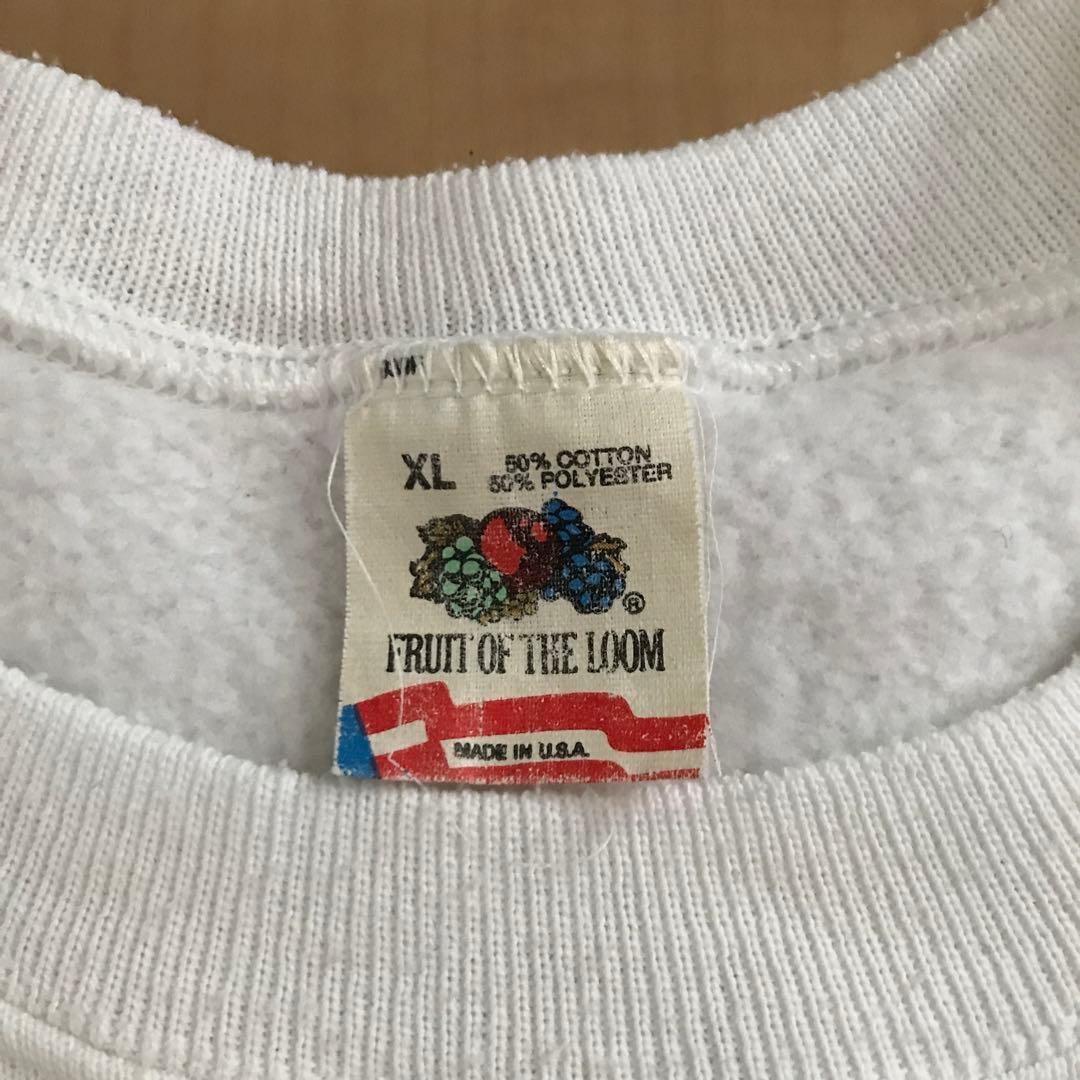 XL
50% COTTON
50% POLYESTER
®
FRUIT OF THE LOOM
MADE IN U.S.A.